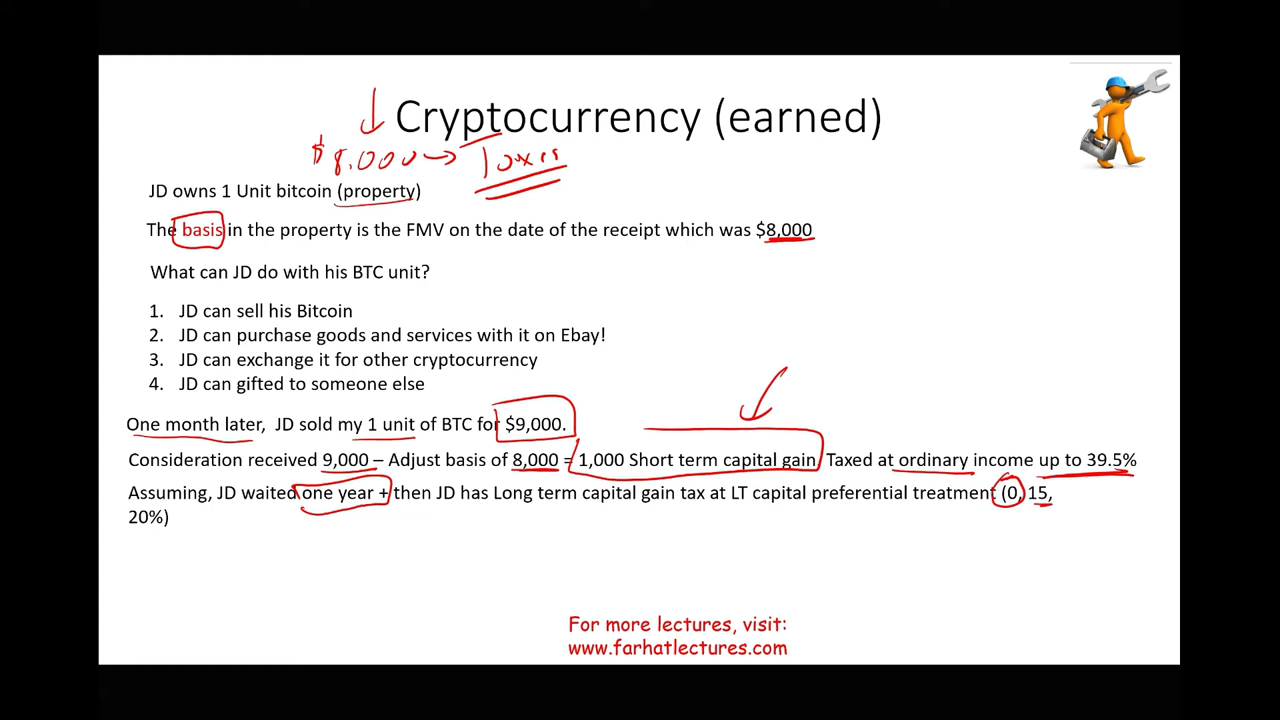 Cryptocurrency (earned)
$8.000 → Taxes
JD owns 1 Unit bitcoin (property)
The basis in the property is the FMV on the date of the receipt which was $8,000
What can JD do with his BTC unit?
1. JD can sell his Bitcoin
2. JD can purchase goods and services with it on Ebay!
3. JD can exchange it for other cryptocurrency
4. JD can gifted to someone else
One month later, JD sold my 1 unit of BTC for $9,000.
Consideration received 9,000 – Adjust basis of 8,000 = 1,000 Short term capital gain. Taxed at ordinary income up to 39.5%
Assuming, JD waited one year + then JD has Long term capital gain tax at LT capital preferential treatment (0, 15,
20%)
For more lectures, visit:
www.farhatlectures.com